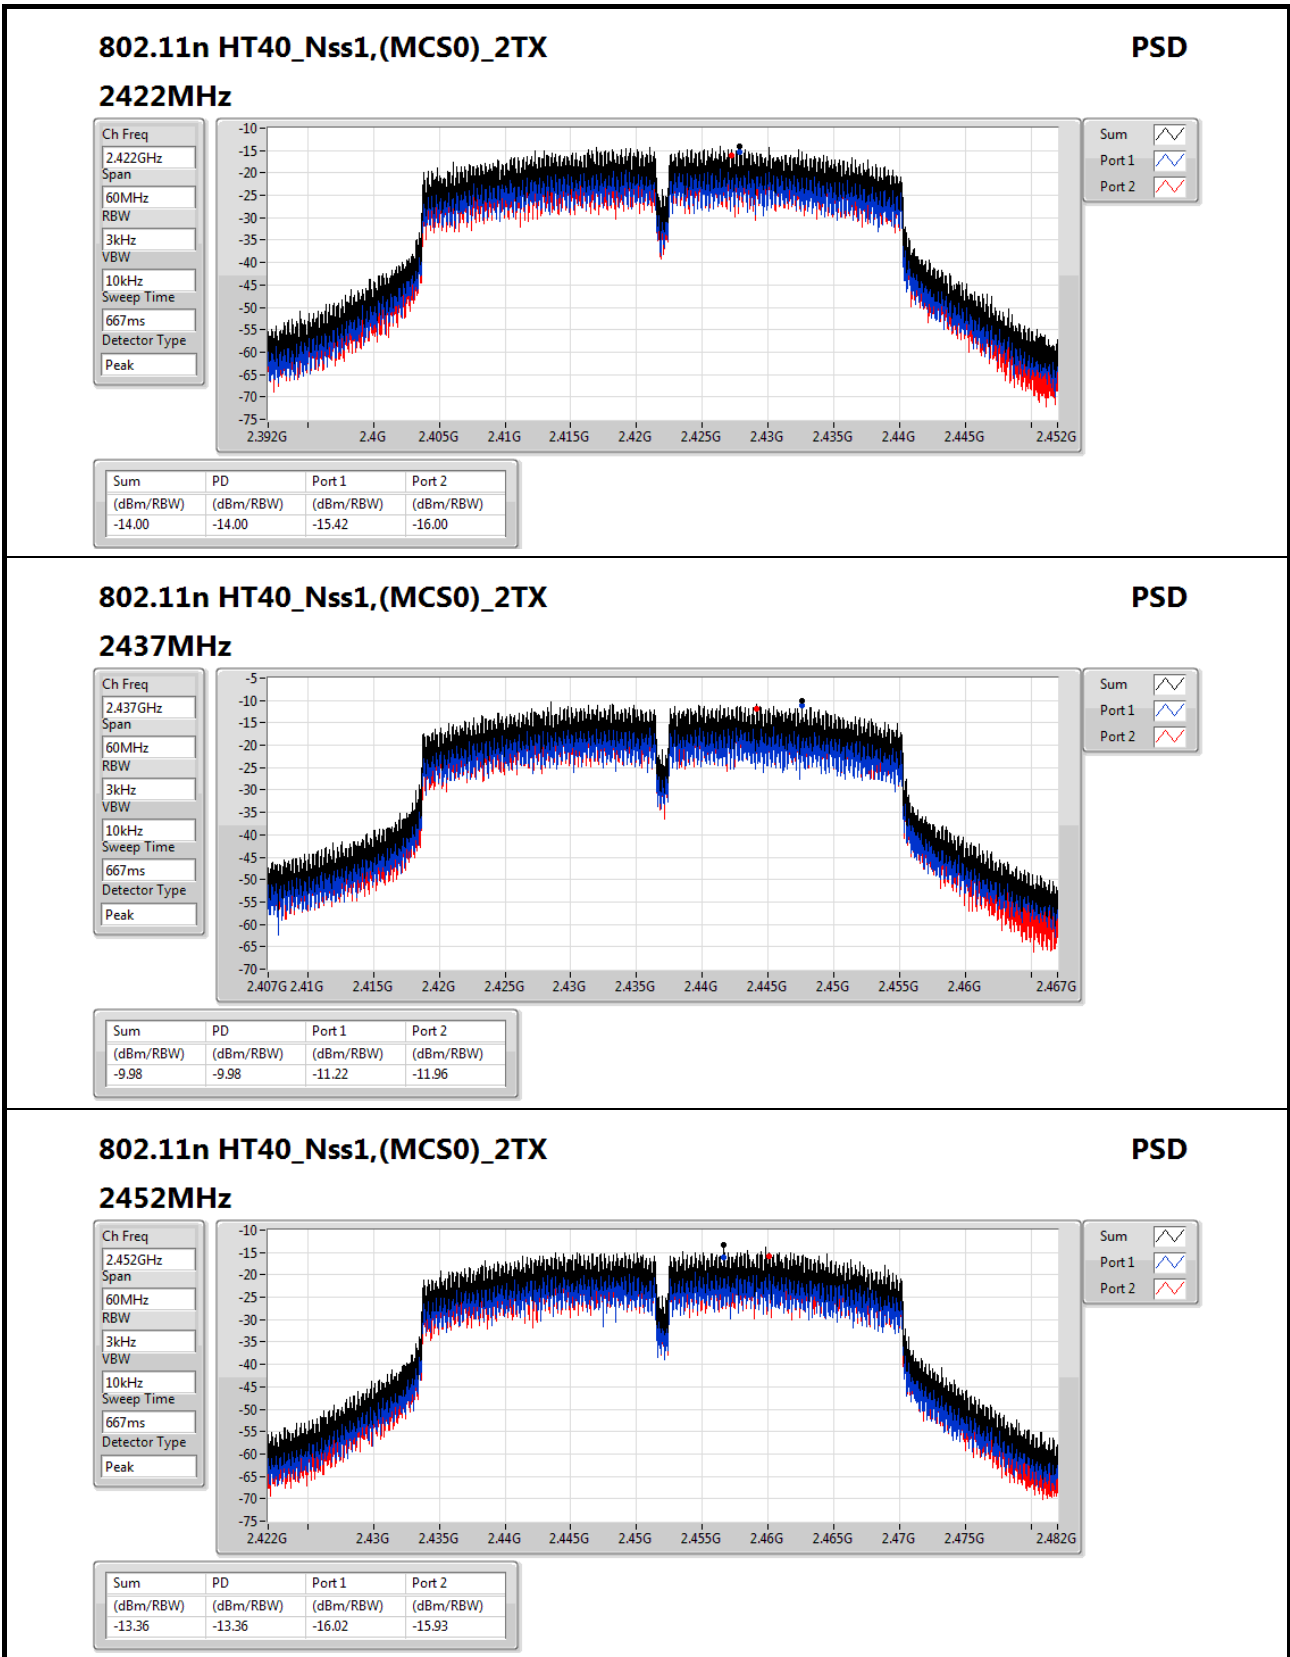 802.11n HT40_Nss1,(MCS0)_2TX PSD
2422MHz
Ch Freq
2.422GHz
Span
60MHz
RBW
3kHz
VBW
10kHz
Sweep Time
667ms
Detector Type
Peak
-10
-15
-20
-25
-30
-35
-40
-45
-50
-55
-60
-65
-70
-75
2.392G 2.4G 2.405G 2.41G 2.415G 2.42G 2.425G 2.43G 2.435G 2.44G 2.445G 2.452G
Sum
Port 1
Port 2
Sum PD Port 1 Port 2
(dBm/RBW) (dBm/RBW) (dBm/RBW) (dBm/RBW)
-14.00 -14.00 -15.42 -16.00
802.11n HT40_Nss1,(MCS0)_2TX PSD
2437MHz
Ch Freq
2.437GHz
Span
60MHz
RBW
3kHz
VBW
10kHz
Sweep Time
667ms
Detector Type
Peak
-5
-10
-15
-20
-25
-30
-35
-40
-45
-50
-55
-60
-65
-70
2.407G 2.41G 2.415G 2.42G 2.425G 2.43G 2.435G 2.44G 2.445G 2.45G 2.455G 2.46G 2.467G
Sum
Port 1
Port 2
Sum PD Port 1 Port 2
(dBm/RBW) (dBm/RBW) (dBm/RBW) (dBm/RBW)
-9.98 -9.98 -11.22 -11.96
802.11n HT40_Nss1,(MCS0)_2TX PSD
2452MHz
Ch Freq
2.452GHz
Span
60MHz
RBW
3kHz
VBW
10kHz
Sweep Time
667ms
Detector Type
Peak
-10
-15
-20
-25
-30
-35
-40
-45
-50
-55
-60
-65
-70
-75
2.422G 2.43G 2.435G 2.44G 2.445G 2.45G 2.455G 2.46G 2.465G 2.47G 2.475G 2.482G
Sum
Port 1
Port 2
Sum PD Port 1 Port 2
(dBm/RBW) (dBm/RBW) (dBm/RBW) (dBm/RBW)
-13.36 -13.36 -16.02 -15.93